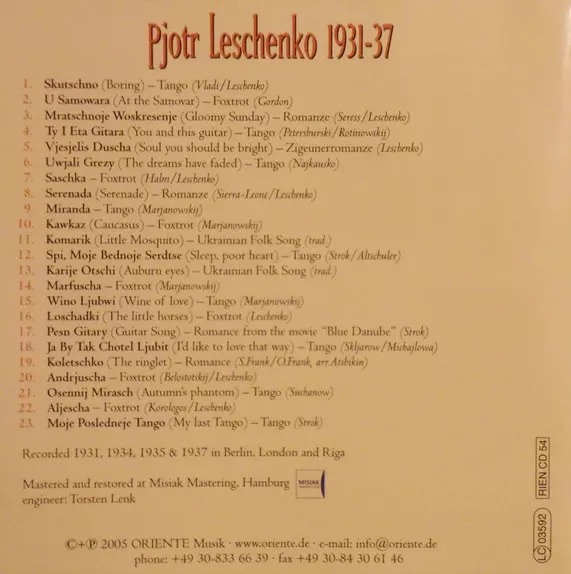 Pjotr Leschenko 1931-37
1. Skutschno (Boring) – Tango (Vladi/Leschenko)
2. U Samowara (At the Samovar) – Foxtrot (Gordon)
3. Mratschnoje Woskresenje (Gloomy Sunday) – Romanze (Seress/Leschenko)
4. Ty I Eta Gitara (You and this guitar) – Tango (Petersburski/Rotinowskij)
5. Vjesjelis Duscha (Soul you should be bright) – Zigeunerromanze (Leschenko)
6. Uwjali Grezy (The dreams have faded) – Tango (Najkausko)
7. Saschka – Foxtrot (Halm/Leschenko)
8. Serenada (Serenade) – Romanze (Sierra-Leone/Leschenko)
9. Miranda – Tango (Marjanowskij)
10. Kawkaz (Caucasus) – Foxtrot (Marjanowskij)
11. Komarik (Little Mosquito) – Ukrainian Folk Song (trad.)
12. Spi, Moje Bednoje Serdtse (Sleep, poor heart) – Tango (Strok/Altschuler)
13. Karije Otschi (Auburn eyes) – Ukrainian Folk Song (trad.)
14. Marfuscha – Foxtrot (Marjanowskij)
15. Wino Ljubwi (Wine of love) – Tango (Marjanowskij)
16. Loschadki (The little horses) – Foxtrot (Leschenko)
17. Pesn Gitary (Guitar Song) – Romance from the movie "Blue Danube" (Strok)
18. Ja By Tak Chotel Ljubit (I'd like to love that way) – Tango (Skljarow/Michajlowa)
19. Koletschko (The ringlet) – Romance (S.Frank/O.Frank, arr. Atsbikin)
20. Andrjuscha – Foxtrot (Belostotskij/Leschenko)
21. Osennij Mirasch (Autumn's phantom) – Tango (Suchanow)
22. Aljescha – Foxtrot (Korologos/Leschenko)
23. Moje Posledneje Tango (My last Tango) – Tango (Strok)
Recorded 1931, 1934, 1935 & 1937 in Berlin, London and Riga
Mastered and restored at Misiak Mastering, Hamburg
engineer: Torsten Lenk
MISIAK
MASTERING
©+℗ 2005 ORIENTE Musik · www.oriente.de · e-mail: info@oriente.de
phone: +49 30-833 66 39 · fax +49 30-84 30 61 46
LC 03592
RIEN CD 54